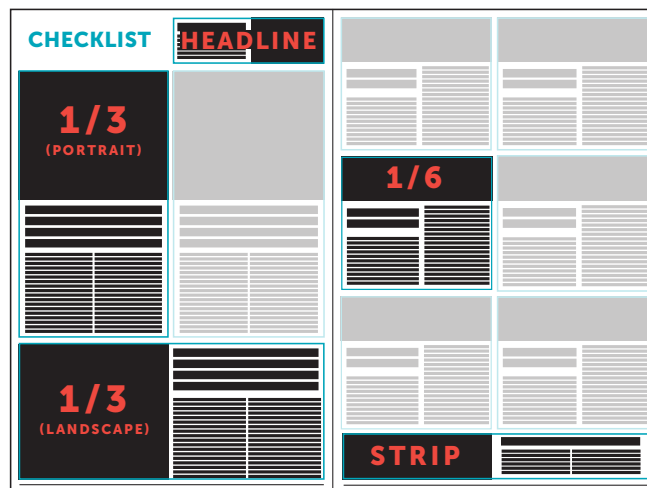 CHECKLIST
HEADLINE
1/3
(PORTRAIT)
1/3
(LANDSCAPE)
1/6
STRIP